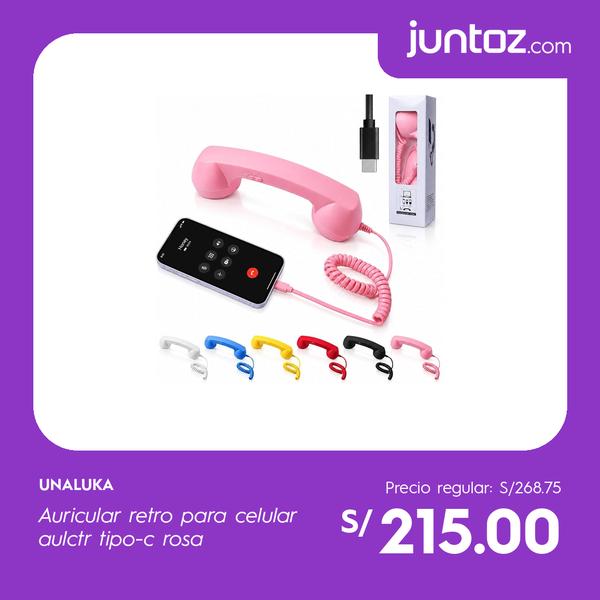 juntoz.com
UNALUKA
Auricular retro para celular
aulctr tipo-c rosa
Precio regular: S/268.75
S/ 215.00